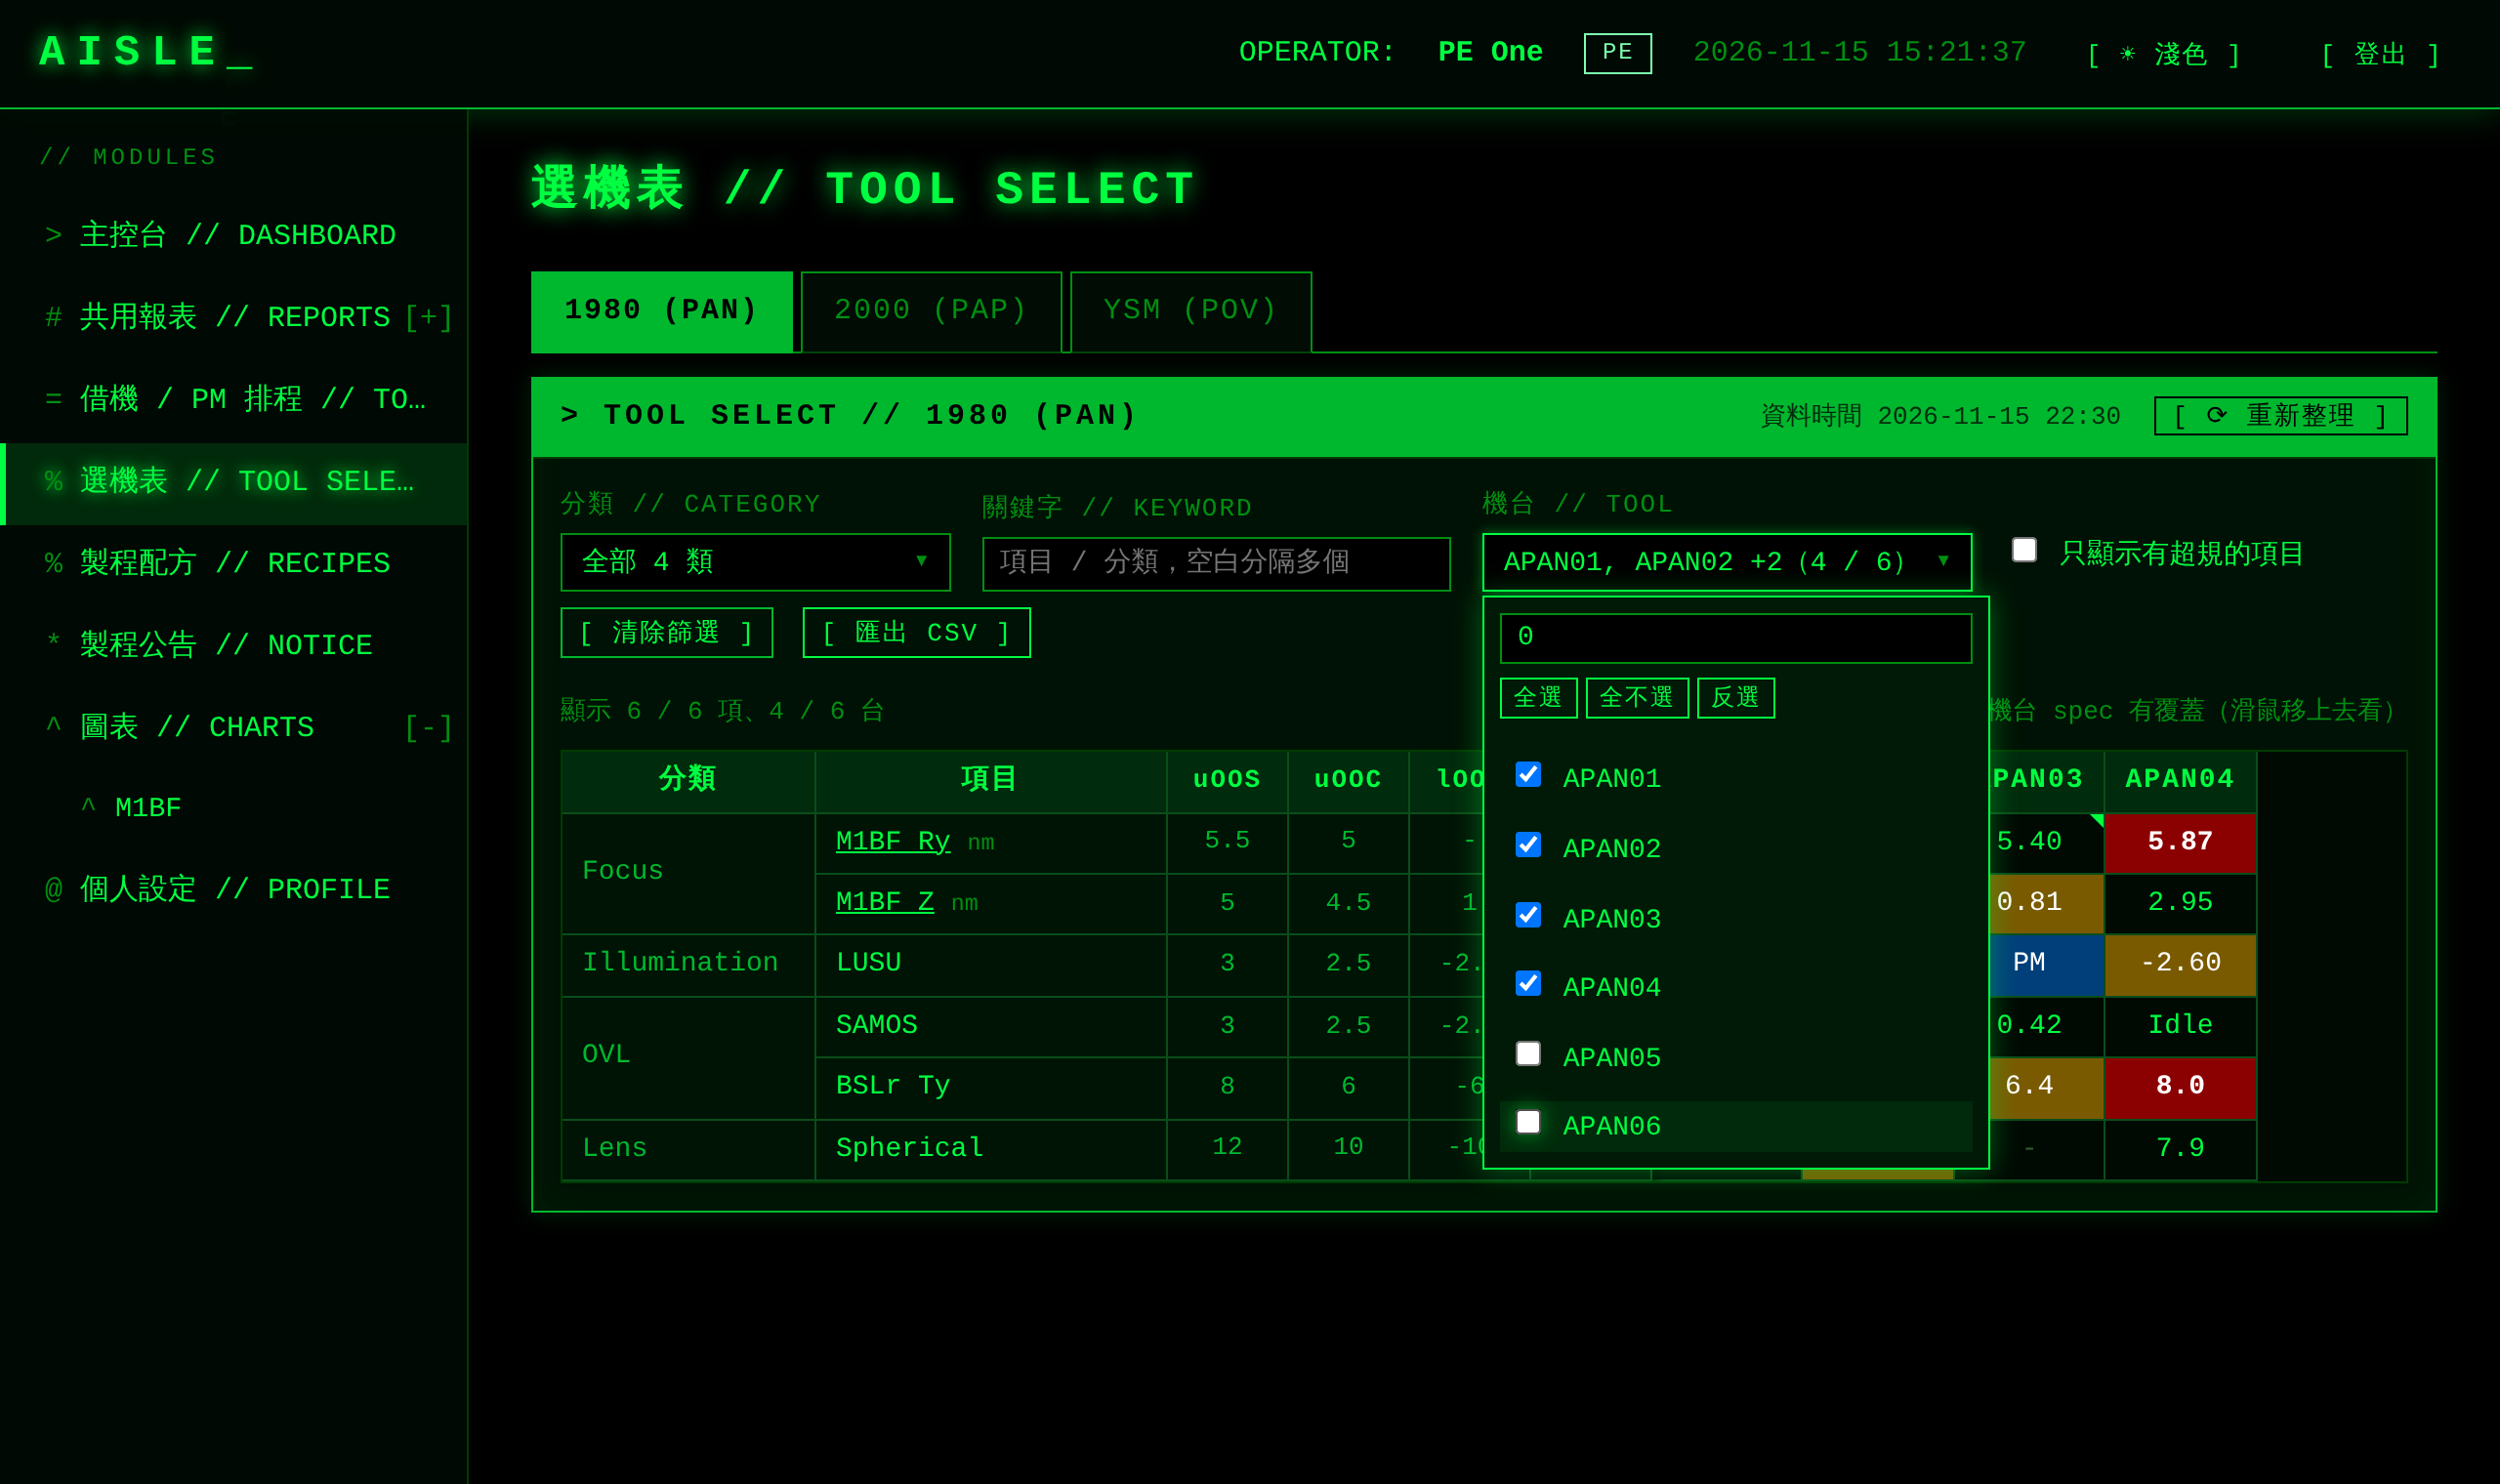 AISLE_
OPERATOR: PE One PE 2026-11-15 15:21:37 [ ☀ 淺色 ] [ 登出 ]
// MODULES
> 主控台 // DASHBOARD
# 共用報表 // REPORTS [+]
= 借機 / PM 排程 // TO…
% 選機表 // TOOL SELE…
% 製程配方 // RECIPES
* 製程公告 // NOTICE
^ 圖表 // CHARTS [-]
^ M1BF
@ 個人設定 // PROFILE
選機表 // TOOL SELECT
1980 (PAN) 2000 (PAP) YSM (POV)
> TOOL SELECT // 1980 (PAN) 資料時間 2026-11-15 22:30 [ ⟳ 重新整理 ]
分類 // CATEGORY 關鍵字 // KEYWORD 機台 // TOOL
全部 4 類 ▼ 項目 / 分類，空白分隔多個 APAN01, APAN02 +2（4 / 6） ▼ 只顯示有超規的項目
[ 清除篩選 ] [ 匯出 CSV ]
0
全選 全不選 反選
APAN01
APAN02
APAN03
APAN04
APAN05
APAN06
顯示 6 / 6 項、4 / 6 台 機台 spec 有覆蓋（滑鼠移上去看）
分類 項目 uOOS uOOC lOO PAN03 APAN04
Focus M1BF Ry nm 5.5 5 - 5.40 5.87
M1BF Z nm 5 4.5 1 0.81 2.95
Illumination LUSU 3 2.5 -2. PM -2.60
OVL SAMOS 3 2.5 -2. 0.42 Idle
BSLr Ty 8 6 -6 6.4 8.0
Lens Spherical 12 10 -10 - 7.9